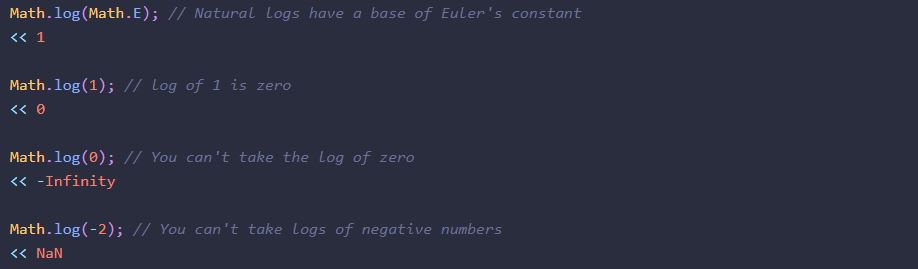 Math.log(Math.E); // Natural logs have a base of Euler's constant
<< 1
Math.log(1); // log of 1 is zero
<< 0
Math.log(0); // You can't take the log of zero
<< -Infinity
Math.log(-2); // You can't take logs of negative numbers
<< NaN